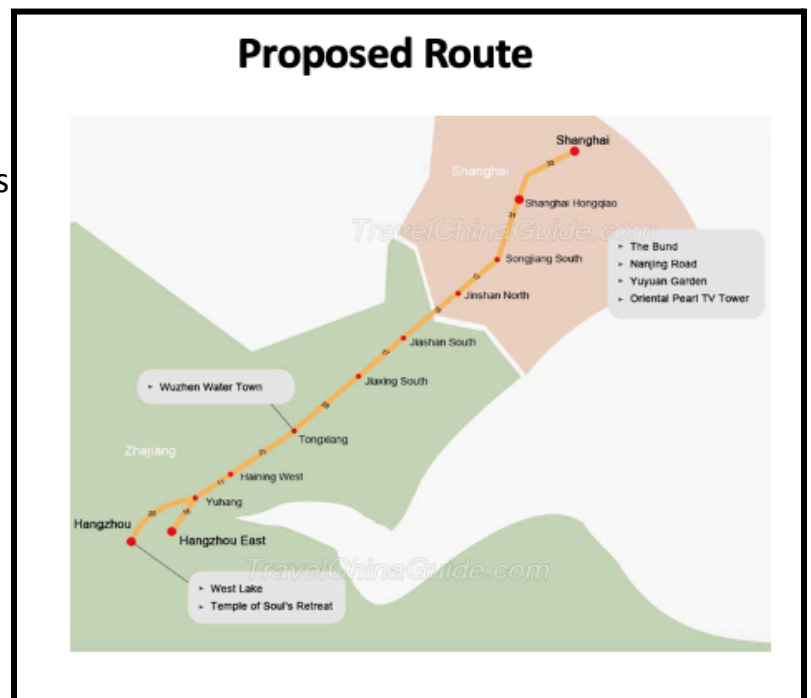 Proposed Route
s
Shanghai
Shanghai
Shanghai Hongqiao
TravelChinaGuide.com
Songjiang South
➤ The Bund
➤ Nanjing Road
➤ Yuyuan Garden
➤ Oriental Pearl TV Tower
Jinshan North
Jiashan South
Jiaxing South
➤ Wuzhen Water Town
Tongxiang
Zhejiang
Haining West
11
Yuhang
Hangzhou
Hangzhou East
TravelChinaGuide.com
➤ West Lake
➤ Temple of Soul's Retreat